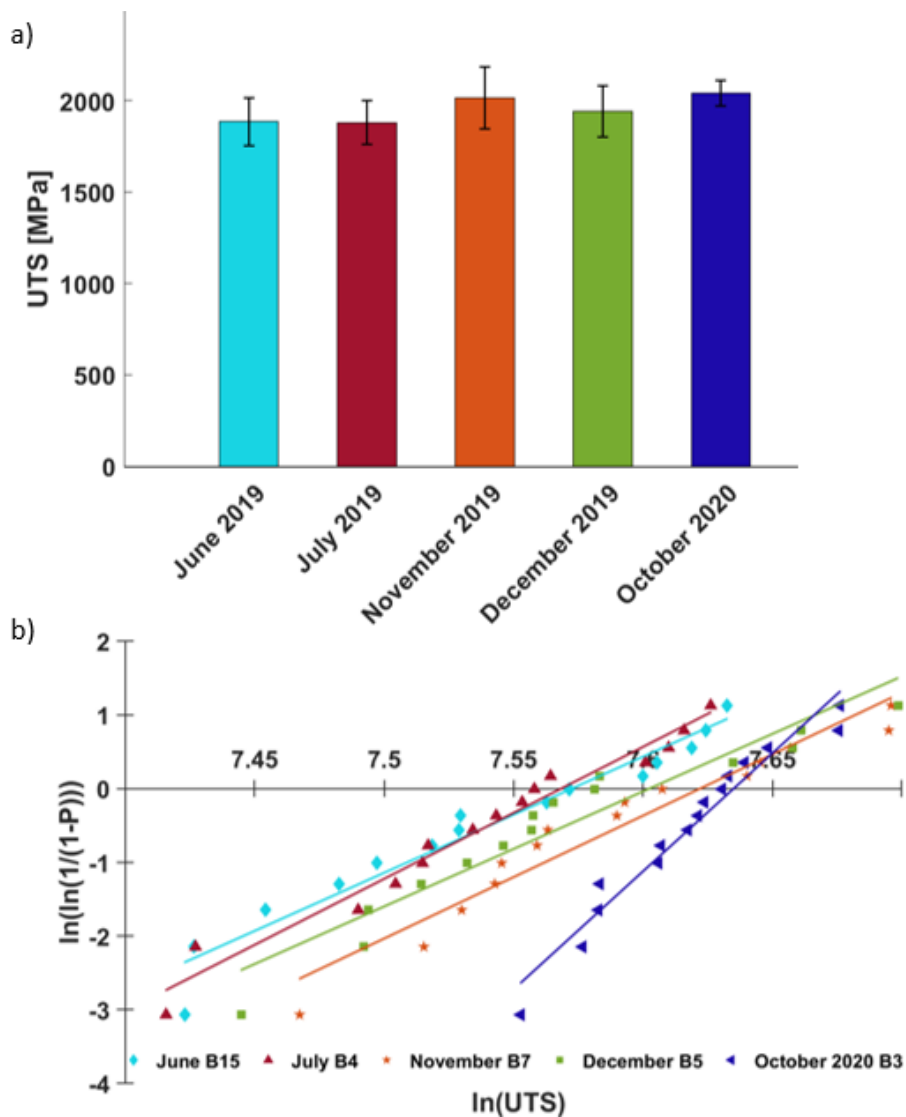 a)
UTS [MPa]
2000
1500
1000
500
0
June 2019
July 2019
November 2019
December 2019
October 2020
b)
ln(ln(1/(1-P)))
2
1
0
-1
-2
-3
-4
7.45 7.5 7.55 7.6 7.65
June B15 July B4 November B7 December B5 October 2020 B3
ln(UTS)